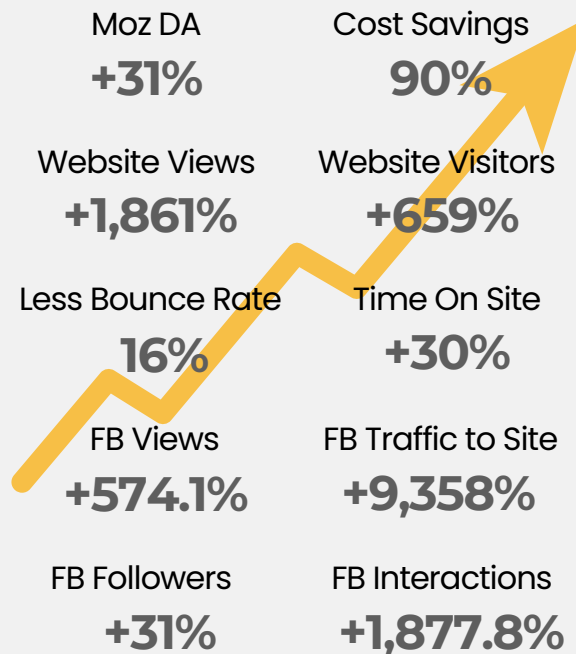 Moz DA
Cost Savings
+31%
90%
Website Views
Website Visitors
+1,861%
+659%
Less Bounce Rate
Time On Site
16%
+30%
FB Views
FB Traffic to Site
+574.1%
+9,358%
FB Followers
FB Interactions
+31%
+1,877.8%